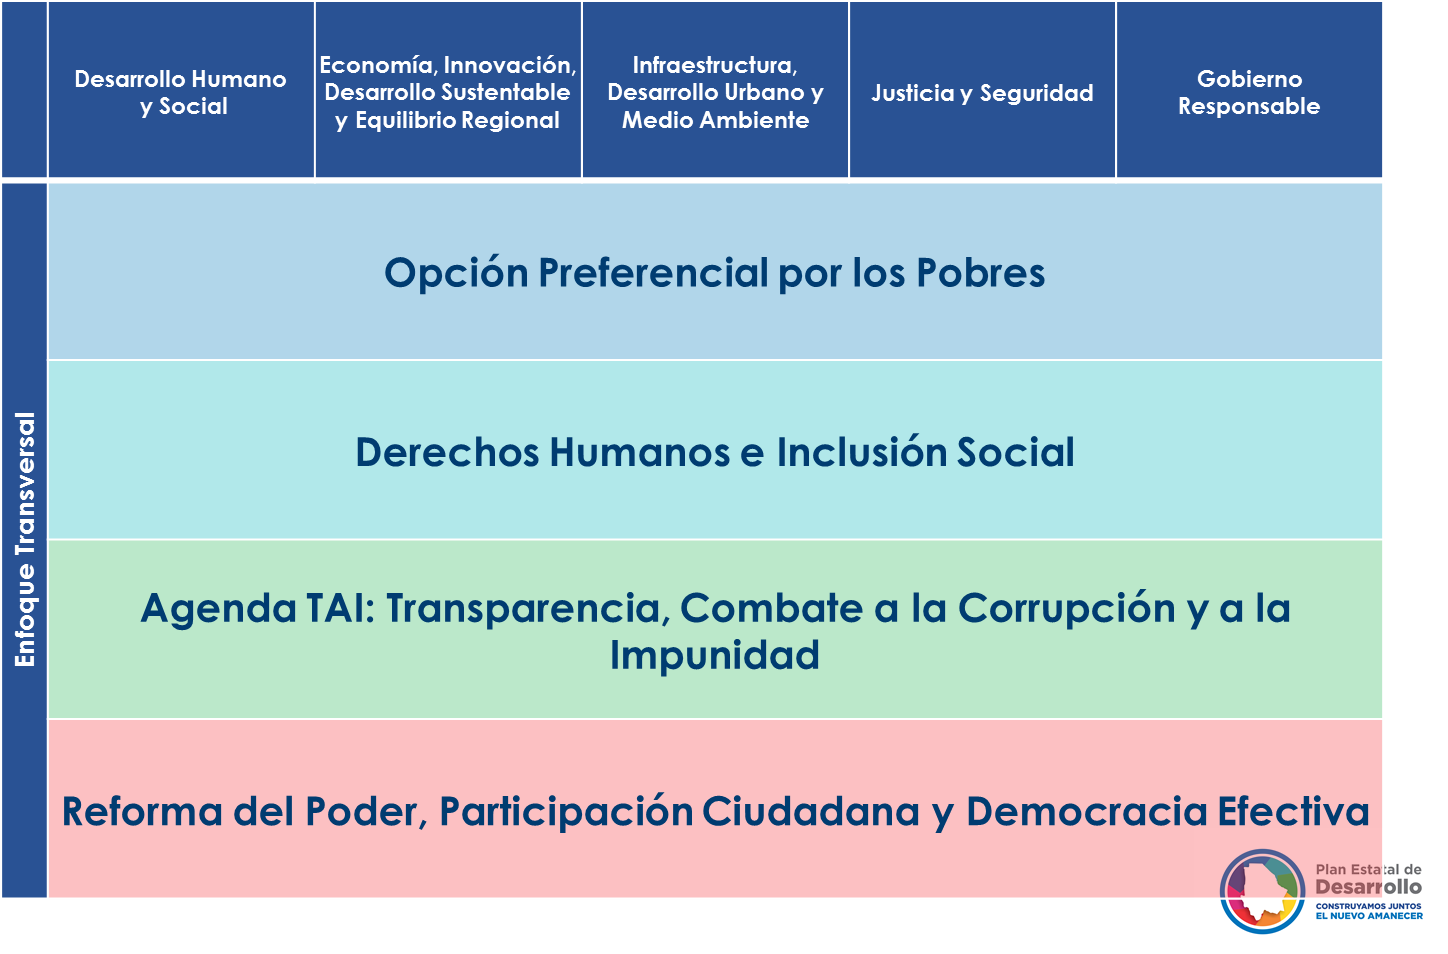 Desarrollo Humano
y Social
Economía, Innovación,
Desarrollo Sustentable
y Equilibrio Regional
Infraestructura,
Desarrollo Urbano y
Medio Ambiente
Justicia y Seguridad
Gobierno
Responsable
Enfoque Transversal
Opción Preferencial por los Pobres
Derechos Humanos e Inclusión Social
Agenda TAI: Transparencia, Combate a la Corrupción y a la
Impunidad
Reforma del Poder, Participación Ciudadana y Democracia Efectiva
Plan Estatal de
Desarrollo
CONSTRUYAMOS JUNTOS
EL NUEVO AMANECER